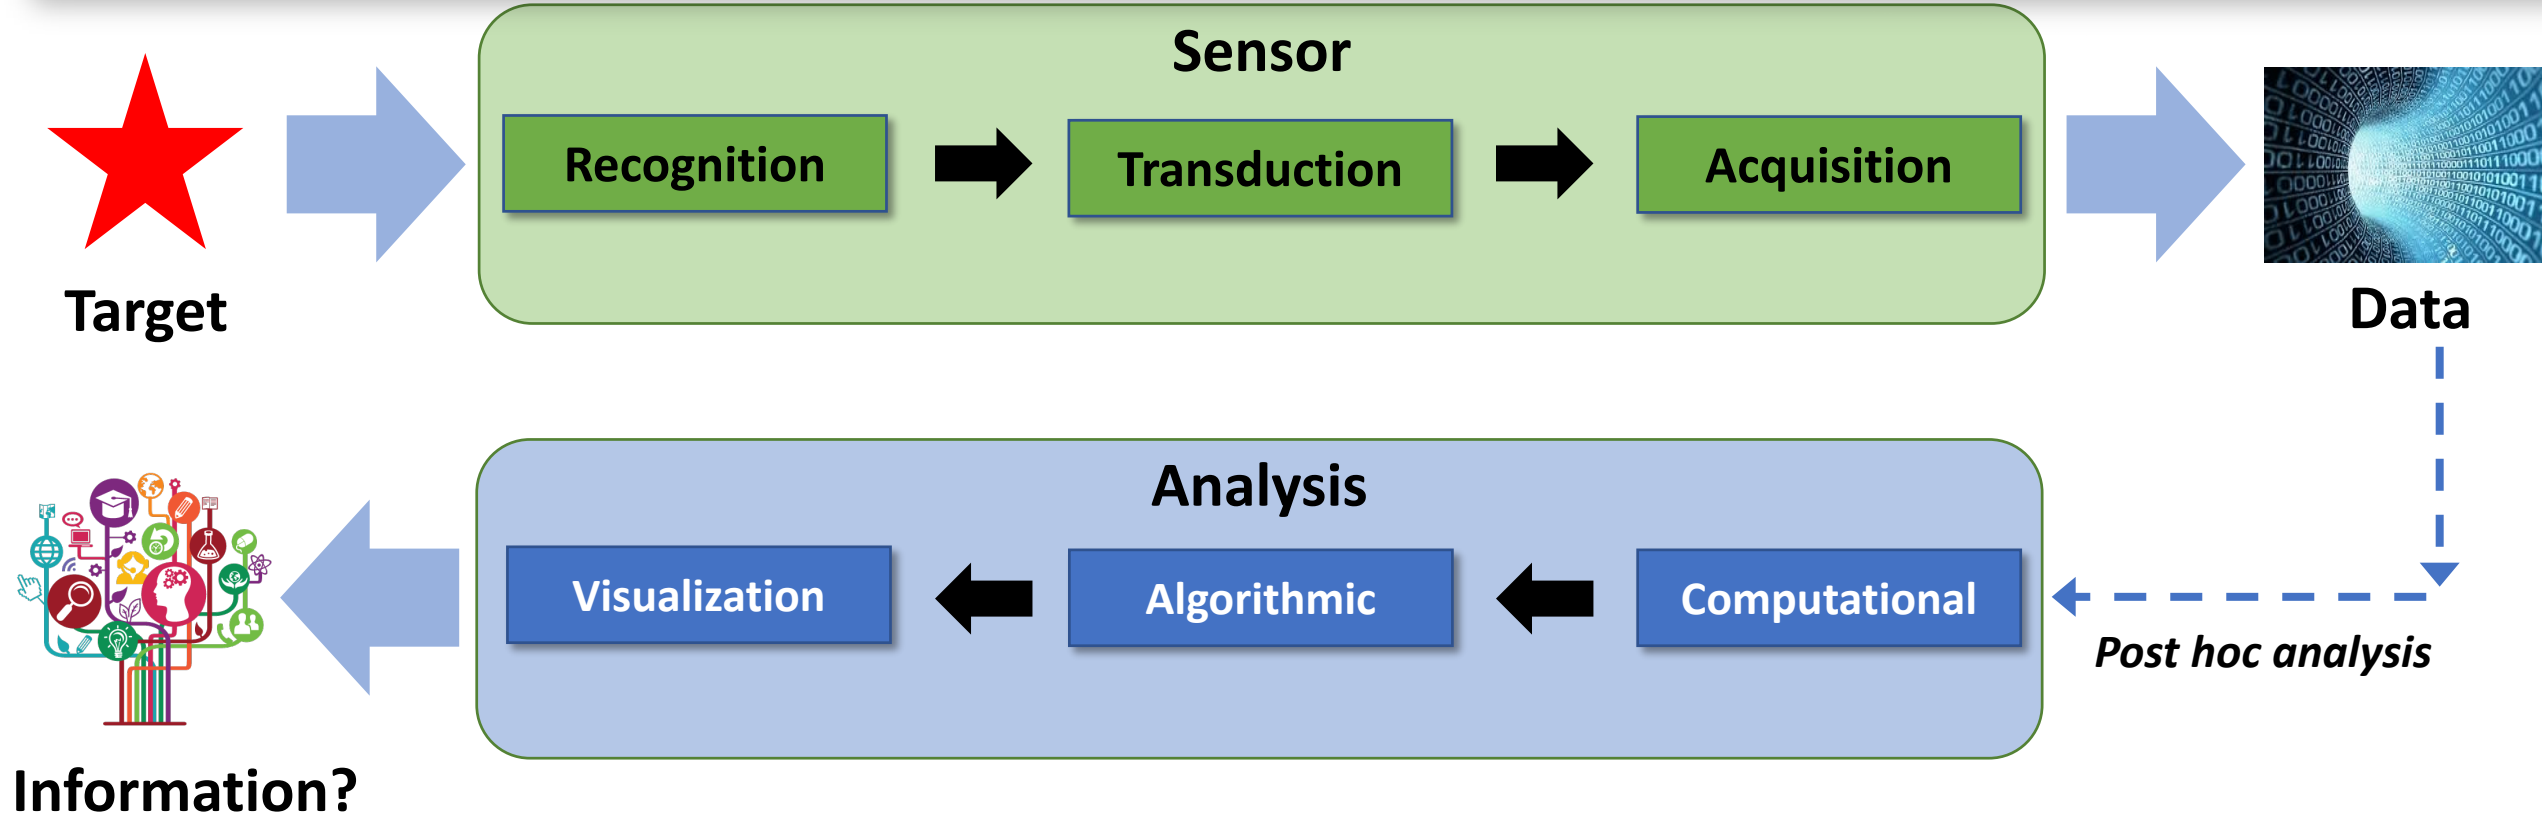 Sensor
Recognition
Transduction
Acquisition
Target
Data
Analysis
Visualization
Algorithmic
Computational
Post hoc analysis
Information?